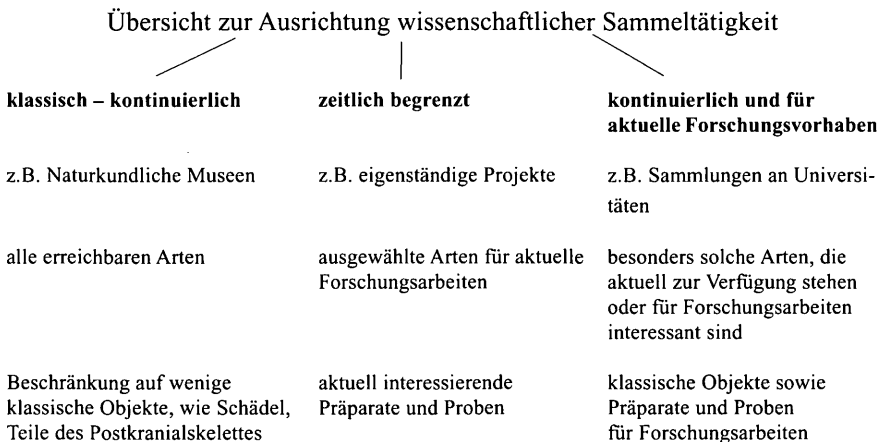 Übersicht zur Ausrichtung wissenschaftlicher Sammeltätigkeit
klassisch – kontinuierlich
zeitlich begrenzt
kontinuierlich und für
aktuelle Forschungsvorhaben
z.B. Naturkundliche Museen
z.B. eigenständige Projekte
z.B. Sammlungen an Universi-
täten
alle erreichbaren Arten
ausgewählte Arten für aktuelle
Forschungsarbeiten
besonders solche Arten, die
aktuell zur Verfügung stehen
oder für Forschungsarbeiten
interessant sind
Beschränkung auf wenige
klassische Objekte, wie Schädel,
Teile des Postkranialskelettes
aktuell interessierende
Präparate und Proben
klassische Objekte sowie
Präparate und Proben
für Forschungsarbeiten